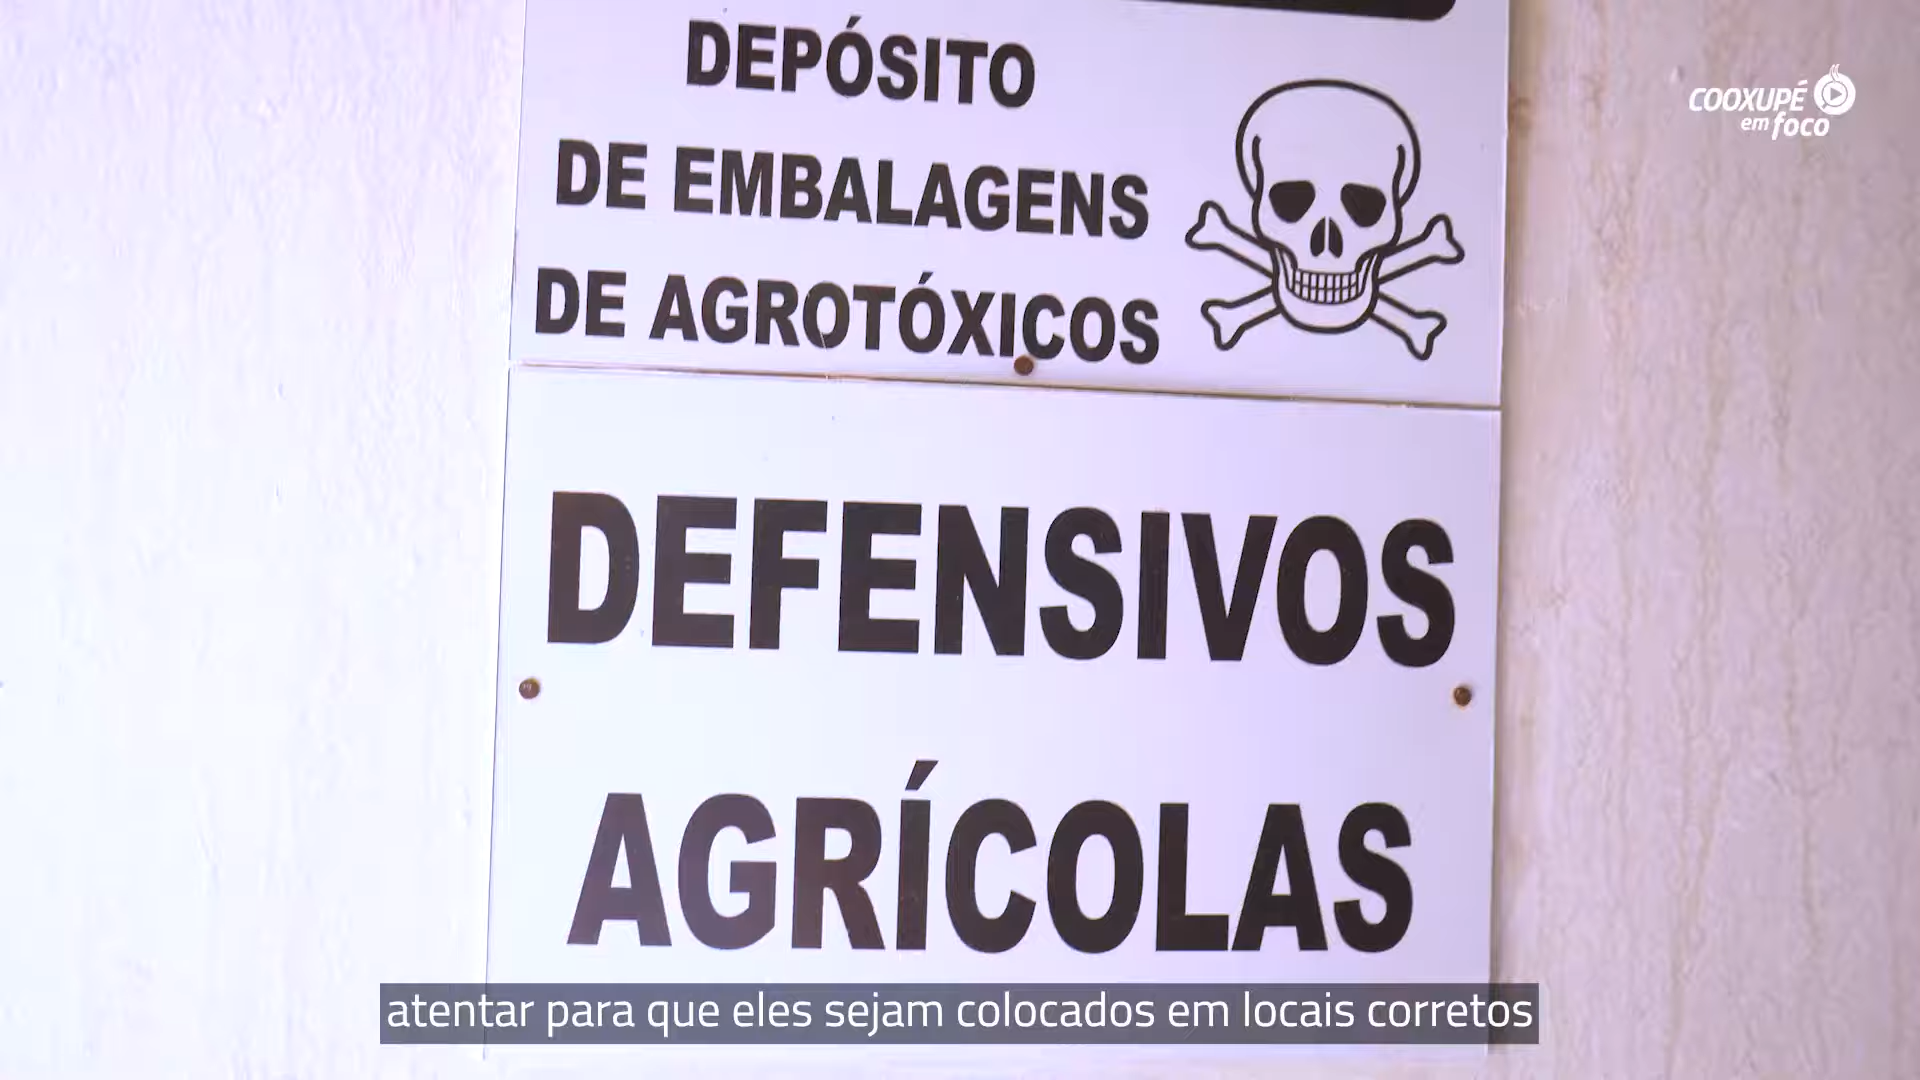 DEPÓSITO
DE EMBALAGENS
DE AGROTÓXICOS
DEFENSIVOS
AGRÍCOLAS
COOXUPÉ
em foco
atentar para que eles sejam colocados em locais corretos